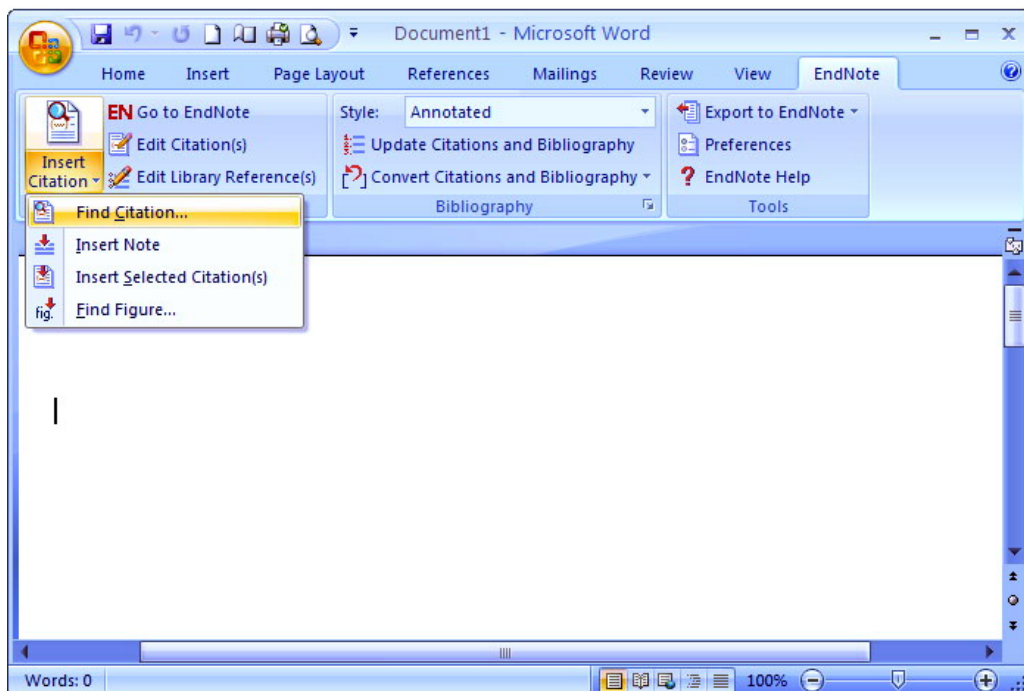 Document1 - Microsoft Word
Home Insert Page Layout References Mailings Review View EndNote
Insert Citation
EN Go to EndNote
Edit Citation(s)
Edit Library Reference(s)
Style: Annotated
Update Citations and Bibliography
Convert Citations and Bibliography
Bibliography
Export to EndNote
Preferences
? EndNote Help
Tools
Find Citation...
Insert Note
Insert Selected Citation(s)
fig. Find Figure...
Words: 0 100%